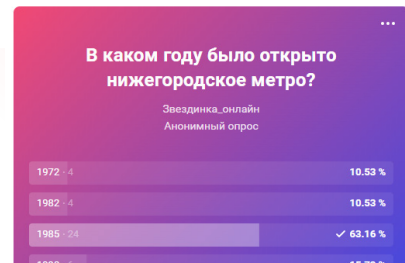 В каком году было открыто
нижегородское метро?
Звездинка_онлайн
Анонимный опрос
1972 · 4 10.53 %
1982 · 4 10.53 %
1985 · 24 63.16 %